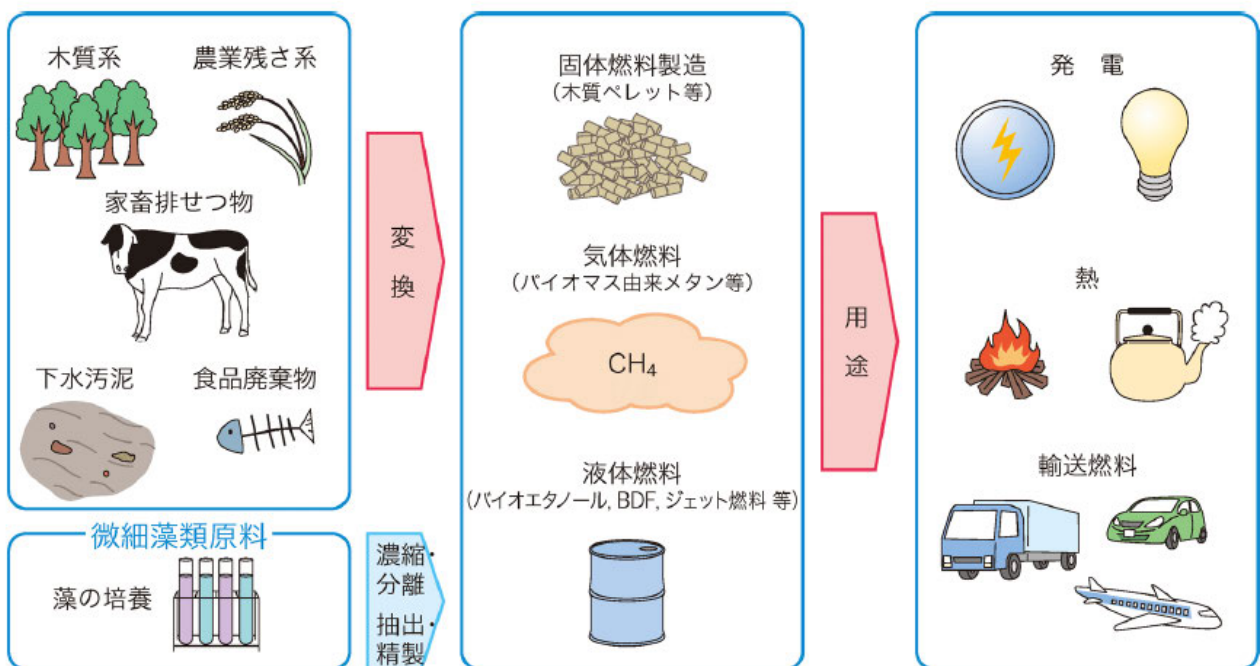 木質系
農業残さ系
家畜排せつ物
下水汚泥
食品廃棄物
変換
微細藻類原料
藻の培養
濃縮・
分離
抽出・
精製
固体燃料製造
（木質ペレット等）
気体燃料
（バイオマス由来メタン等）
CH₄
液体燃料
（バイオエタノール, BDF, ジェット燃料 等）
用途
発 電
熱
輸送燃料